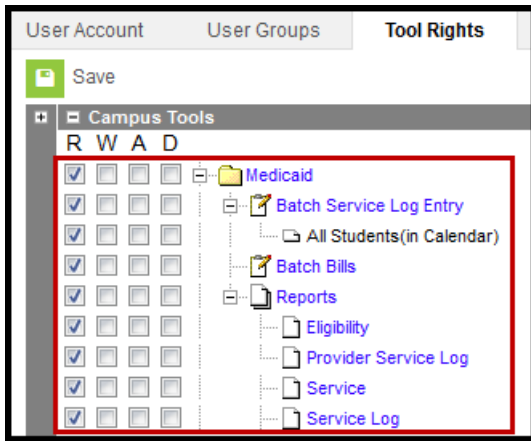 User Account User Groups Tool Rights
Save
Campus Tools
R W A D
Medicaid
Batch Service Log Entry
All Students(in Calendar)
Batch Bills
Reports
Eligibility
Provider Service Log
Service
Service Log